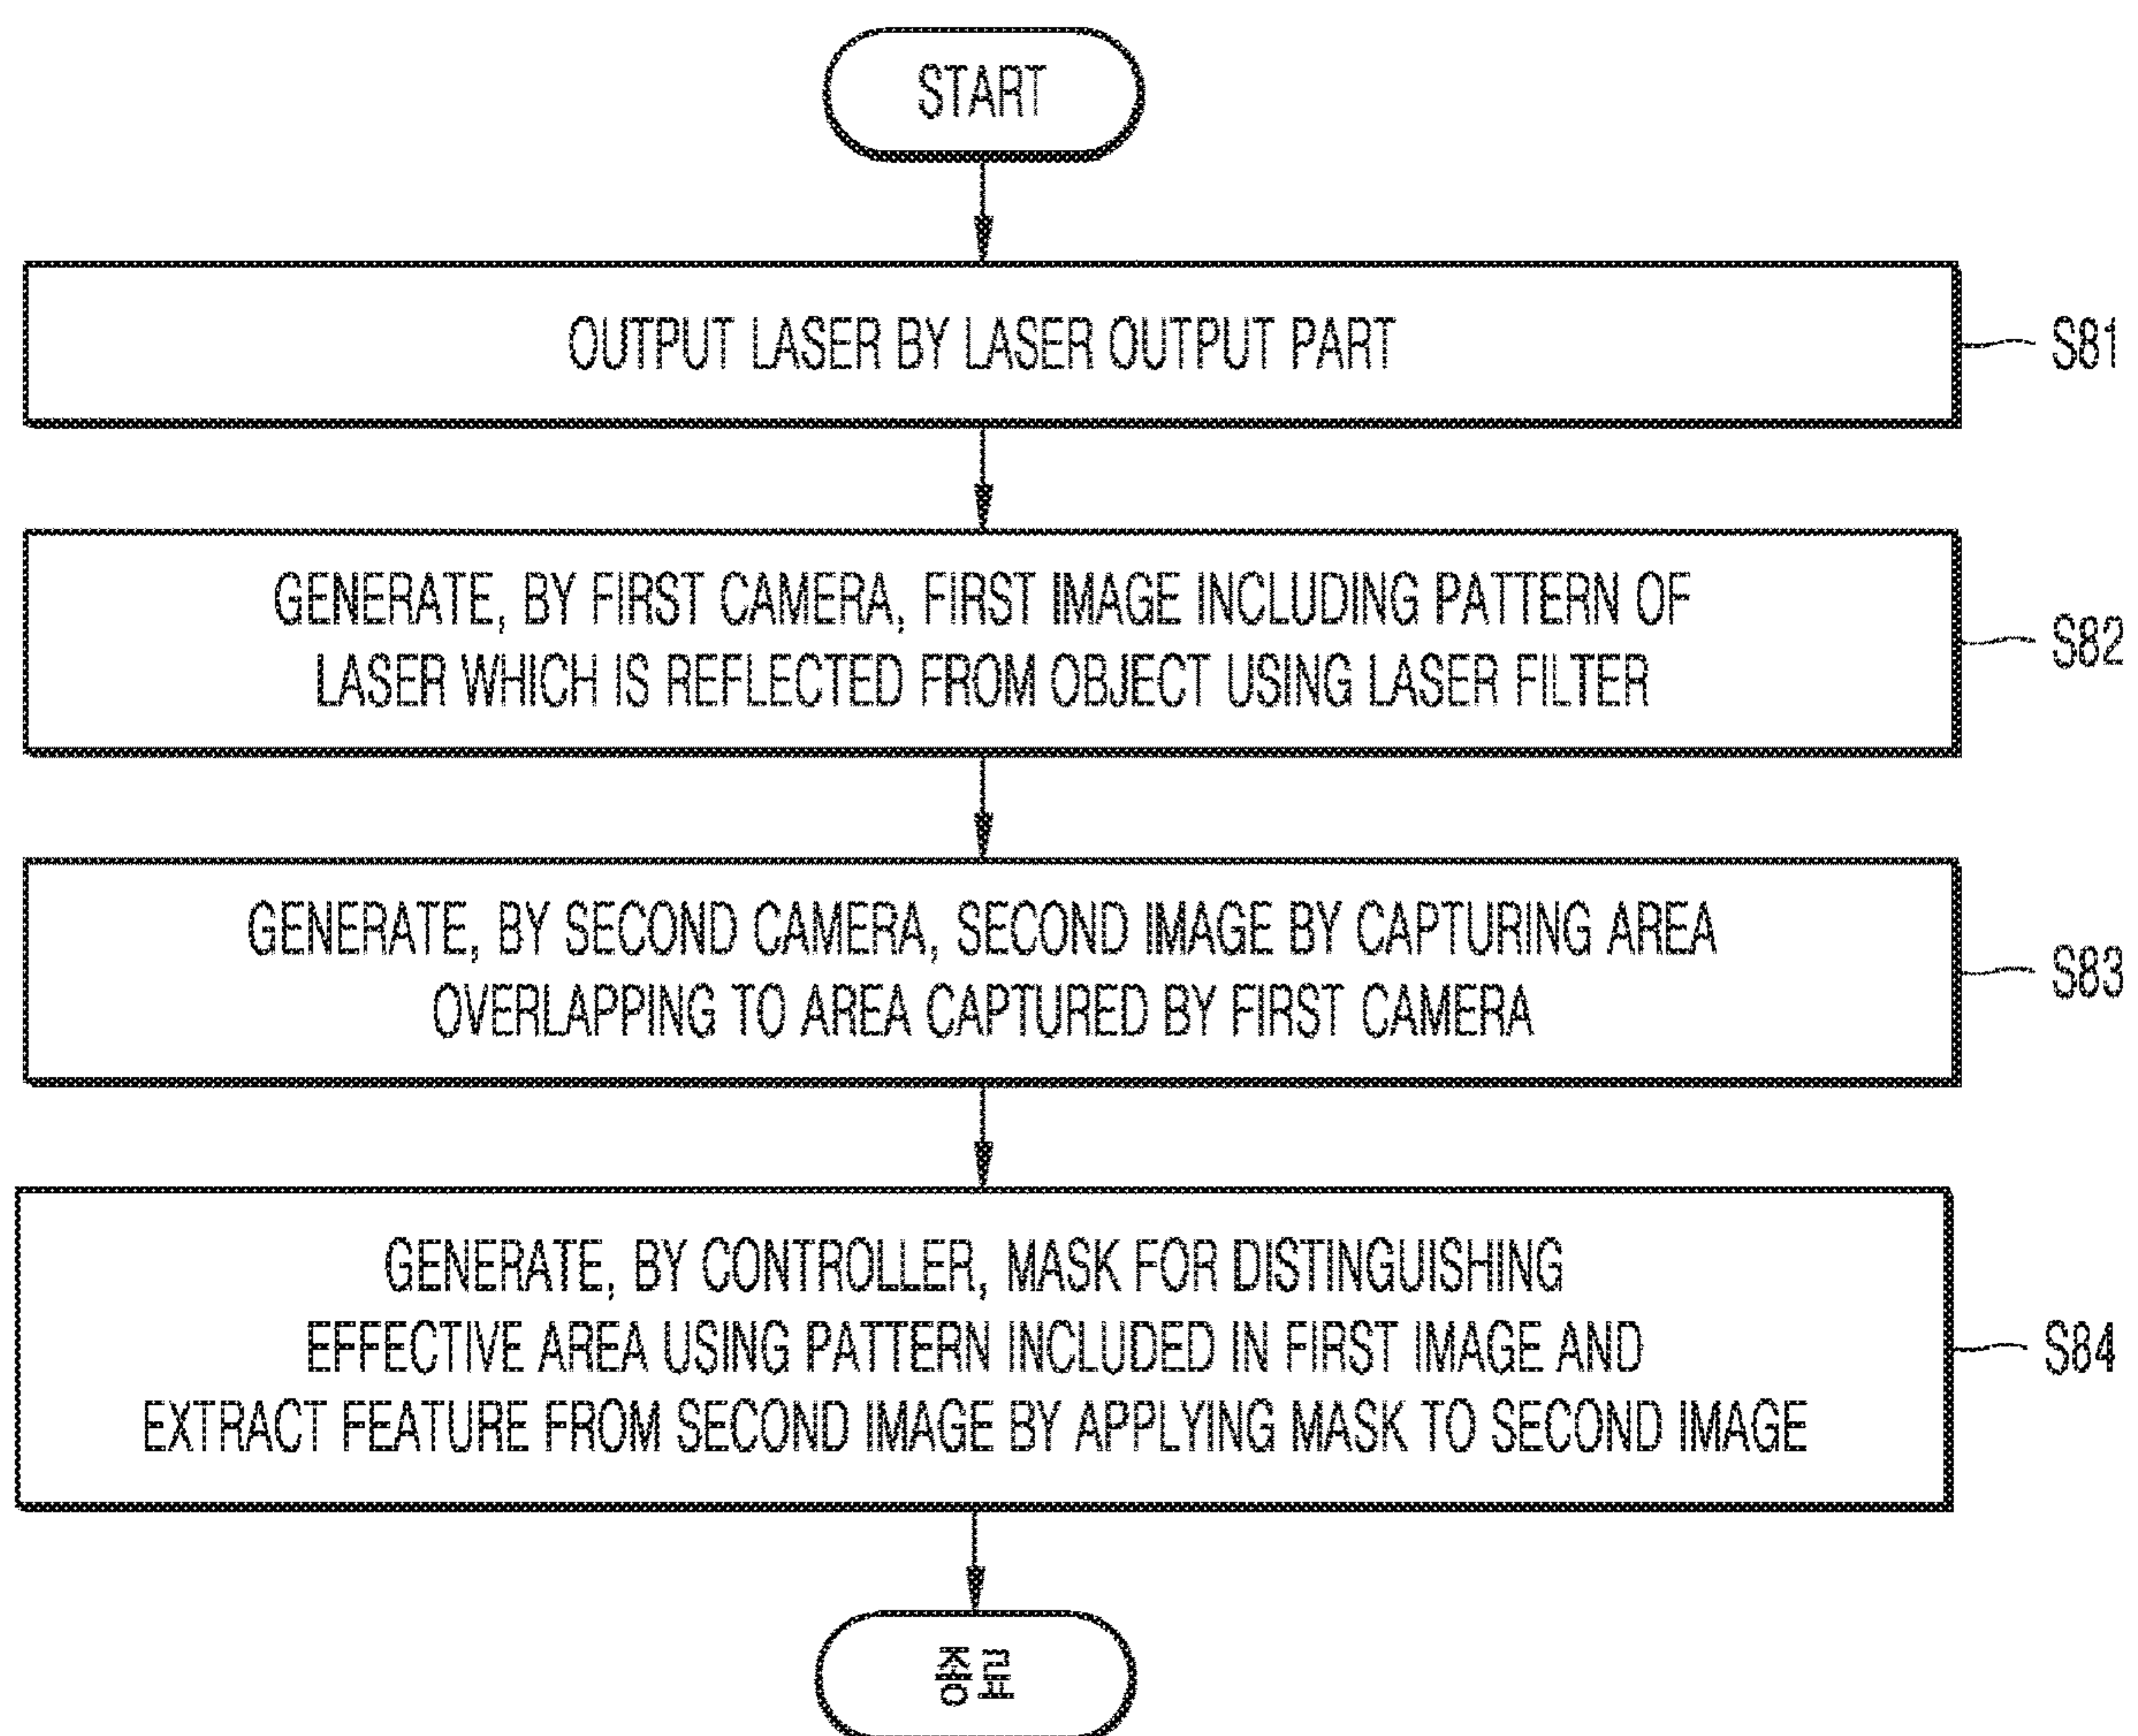 START
OUTPUT LASER BY LASER OUTPUT PART
S81
GENERATE, BY FIRST CAMERA, FIRST IMAGE INCLUDING PATTERN OF
LASER WHICH IS REFLECTED FROM OBJECT USING LASER FILTER
S82
GENERATE, BY SECOND CAMERA, SECOND IMAGE BY CAPTURING AREA
OVERLAPPING TO AREA CAPTURED BY FIRST CAMERA
S83
GENERATE, BY CONTROLLER, MASK FOR DISTINGUISHING
EFFECTIVE AREA USING PATTERN INCLUDED IN FIRST IMAGE AND
EXTRACT FEATURE FROM SECOND IMAGE BY APPLYING MASK TO SECOND IMAGE
S84
종료